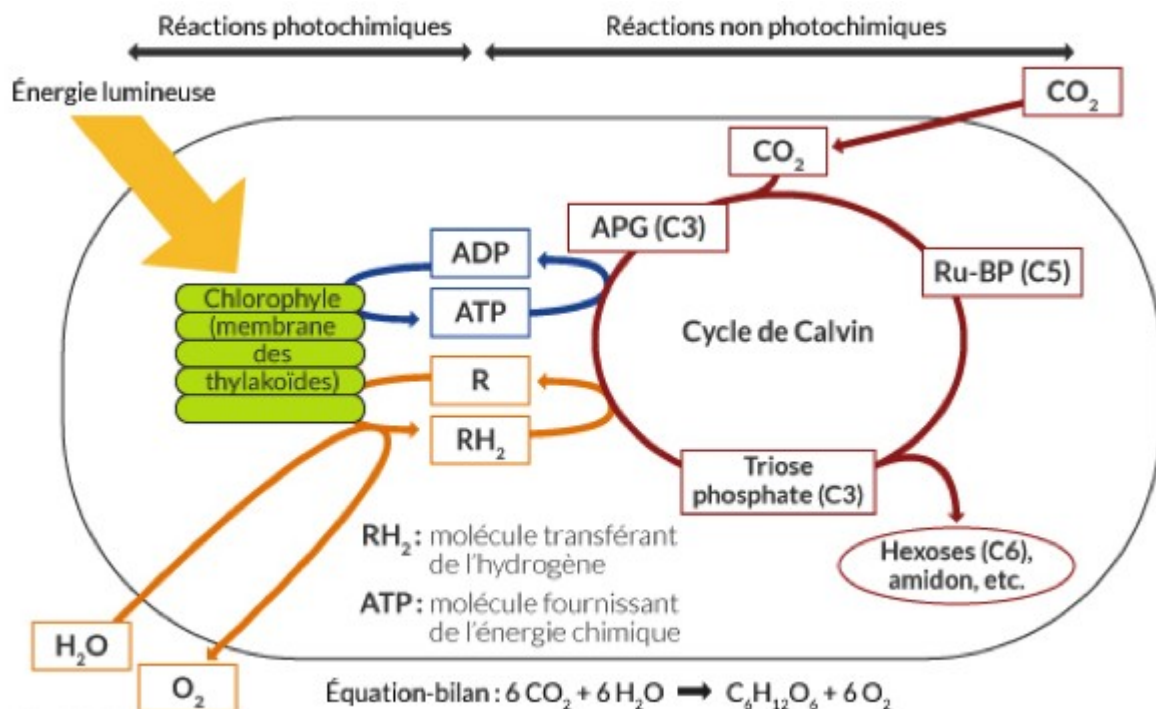 Réactions photochimiques
Réactions non photochimiques
Énergie lumineuse
CO₂
CO₂
APG (C3)
Ru-BP (C5)
ADP
ATP
Chlorophyle
(membrane
des
thylakoïdes)
Cycle de Calvin
R
RH₂
Triose
phosphate (C3)
RH₂ : molécule transférant
de l'hydrogène
ATP : molécule fournissant
de l'énergie chimique
Hexoses (C6),
amidon, etc.
H₂O
O₂
Équation-bilan : 6 CO₂ + 6 H₂O ➡ C₆H₁₂O₆ + 6 O₂